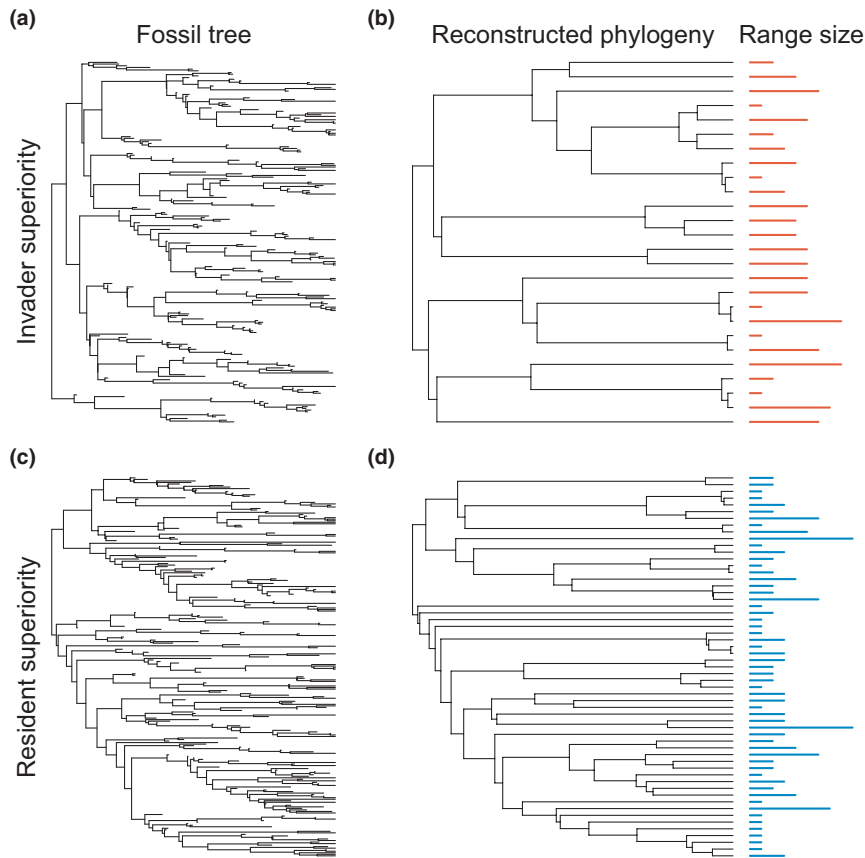 (a)
Fossil tree
(b)
Reconstructed phylogeny
Range size
Invader superiority
(c)
(d)
Resident superiority